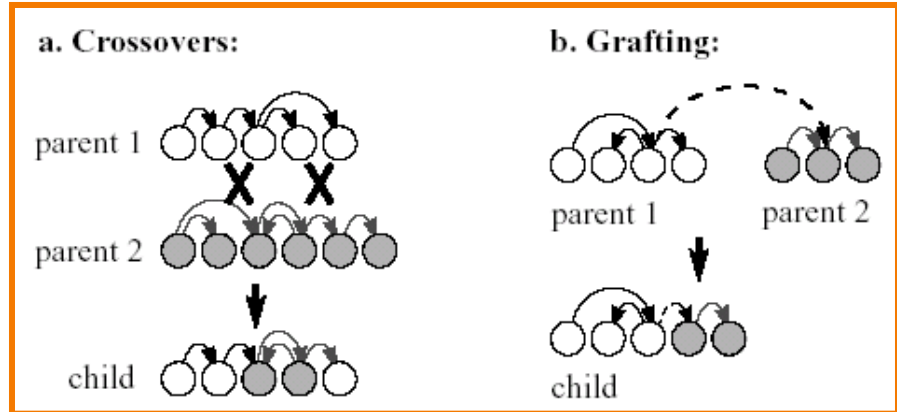 a. Crossovers:
parent 1
parent 2
child
b. Grafting:
parent 1
parent 2
child